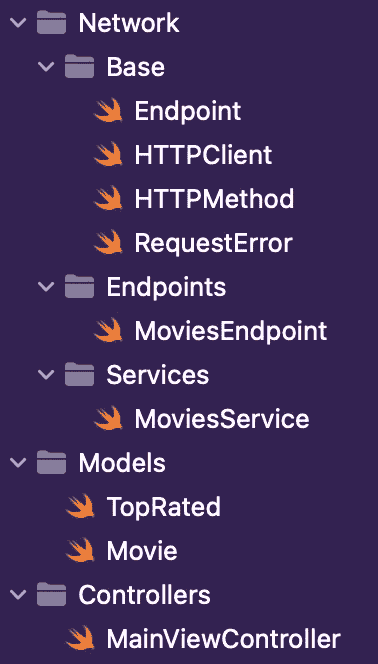 Network
Base
Endpoint
HTTPClient
HTTPMethod
RequestError
Endpoints
MoviesEndpoint
Services
MoviesService
Models
TopRated
Movie
Controllers
MainViewController